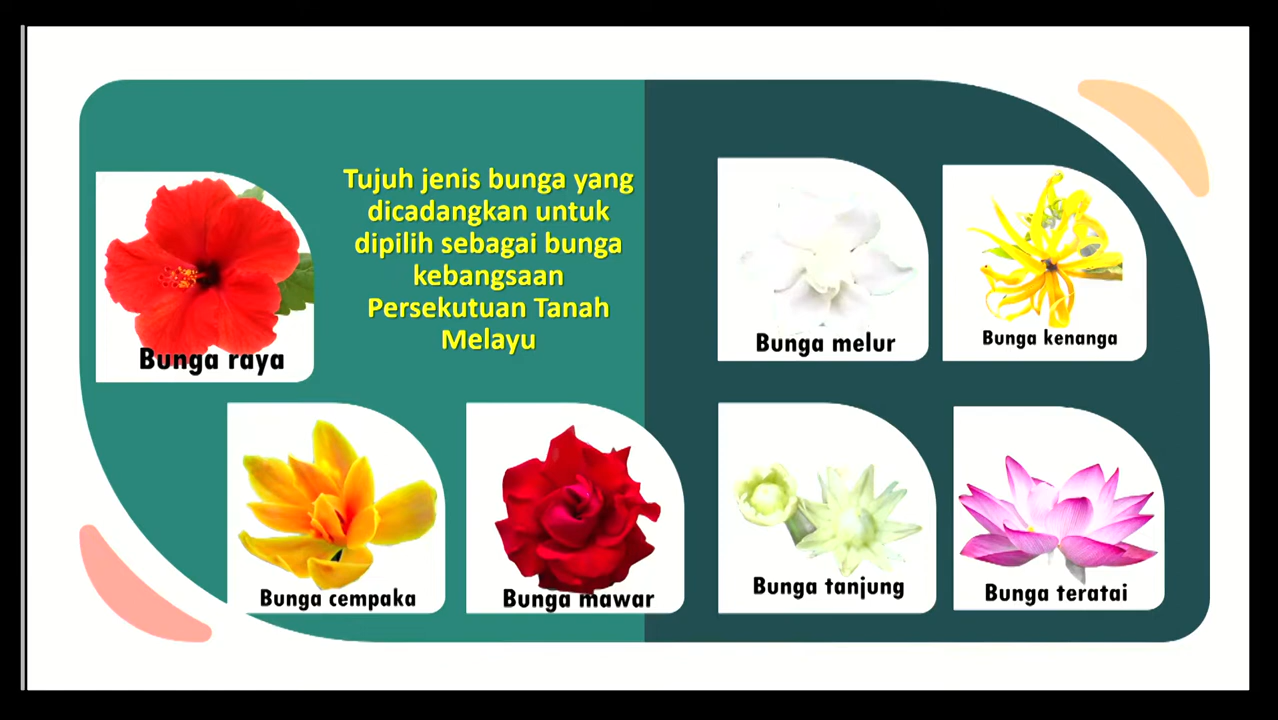 Tujuh jenis bunga yang
dicadangkan untuk
dipilih sebagai bunga
kebangsaan
Persekutuan Tanah
Melayu
Bunga raya
Bunga melur
Bunga kenanga
Bunga cempaka
Bunga mawar
Bunga tanjung
Bunga teratai